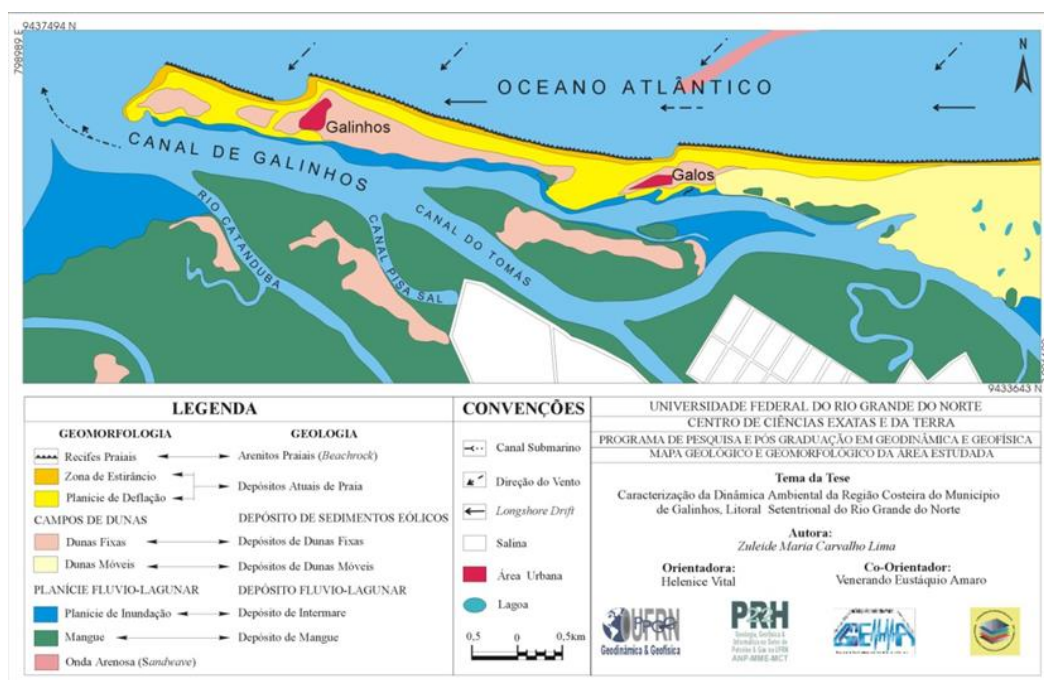 9437494 N
798989 E
N
OCEANO ATLÂNTICO
Galinhos
CANAL DE GALINHOS
Galos
RIO CATANDUBA
CANAL PISA SAL
CANAL DO TOMÁS
9433643 N
LEGENDA
GEOMORFOLOGIA
GEOLOGIA
Recifes Praiais
Arenitos Praiais (Beachrock)
Zona de Estirâncio
Planicie de Deflação
Depósitos Atuais de Praia
CAMPOS DE DUNAS
DEPÓSITO DE SEDIMENTOS EÓLICOS
Dunas Fixas
Depósitos de Dunas Fixas
Dunas Móveis
Depósitos de Dunas Móveis
PLANÍCIE FLUVIO-LAGUNAR
DEPÓSITO FLUVIO-LAGUNAR
Planicie de Inundação
Depósito de Intermare
Mangue
Depósito de Mangue
Onda Arenosa (Sandwave)
CONVENÇÕES
Canal Submarino
Direção do Vento
Longshore Drift
Salina
Área Urbana
Lagoa
0,5 0 0,5km
UNIVERSIDADE FEDERAL DO RIO GRANDE DO NORTE
CENTRO DE CIÊNCIAS EXATAS E DA TERRA
PROGRAMA DE PESQUISA E PÓS GRADUAÇÃO EM GEODINÂMICA E GEOFÍSICA
MAPA GEOLÓGICO E GEOMORFOLÓGICO DA ÁREA ESTUDADA
Tema da Tese
Caracterização da Dinâmica Ambiental da Região Costeira do Município
de Galinhos, Litoral Setentrional do Rio Grande do Norte
Autora:
Zuleide Maria Carvalho Lima
Orientadora:
Helenice Vital
Co-Orientador:
Venerando Eustáquio Amaro
UFRN
Geodinâmica & Geofísica
PRH
Geologia, Geofísica &
ANP-MME-MCT
GEMMA